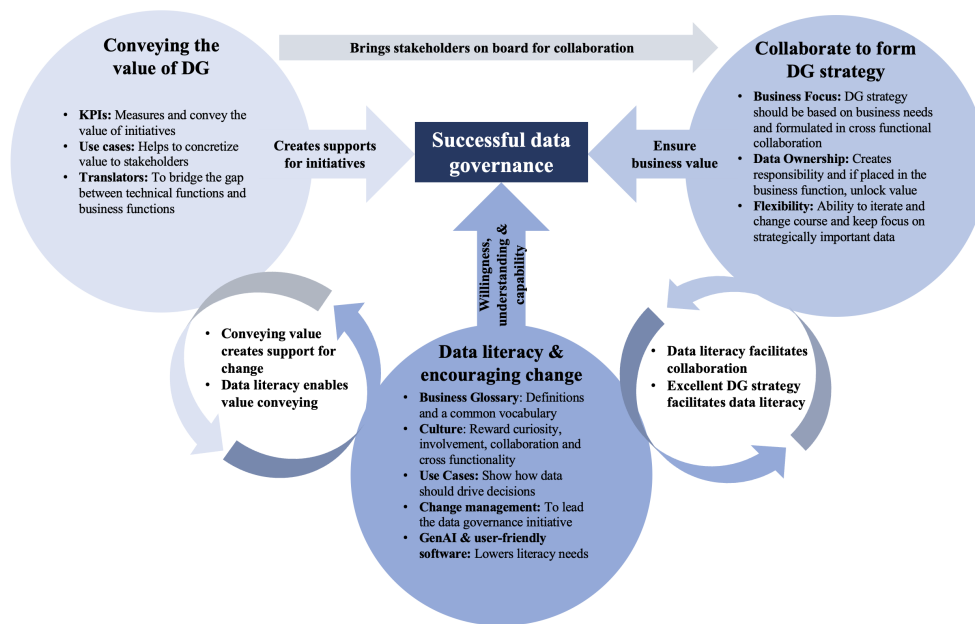 Conveying the
value of DG
• KPIs: Measures and convey the
value of initiatives
• Use cases: Helps to concretize
value to stakeholders
• Translators: To bridge the gap
between technical functions and
business functions
Brings stakeholders on board for collaboration
Collaborate to form
DG strategy
• Business Focus: DG strategy
should be based on business needs
and formulated in cross functional
collaboration
• Data Ownership: Creates
responsibility and if placed in the
business function, unlock value
• Flexibility: Ability to iterate and
change course and keep focus on
strategically important data
Creates supports
for initiatives
Successful data
governance
Ensure
business value
Willingness,
understanding &
capability
• Conveying value
creates support for
change
• Data literacy enables
value conveying
Data literacy &
encouraging change
• Business Glossary: Definitions
and a common vocabulary
• Culture: Reward curiosity,
involvement, collaboration and
cross functionality
• Use Cases: Show how data
should drive decisions
• Change management: To lead
the data governance initiative
• GenAI & user-friendly
software: Lowers literacy needs
• Data literacy facilitates
collaboration
• Excellent DG strategy
facilitates data literacy